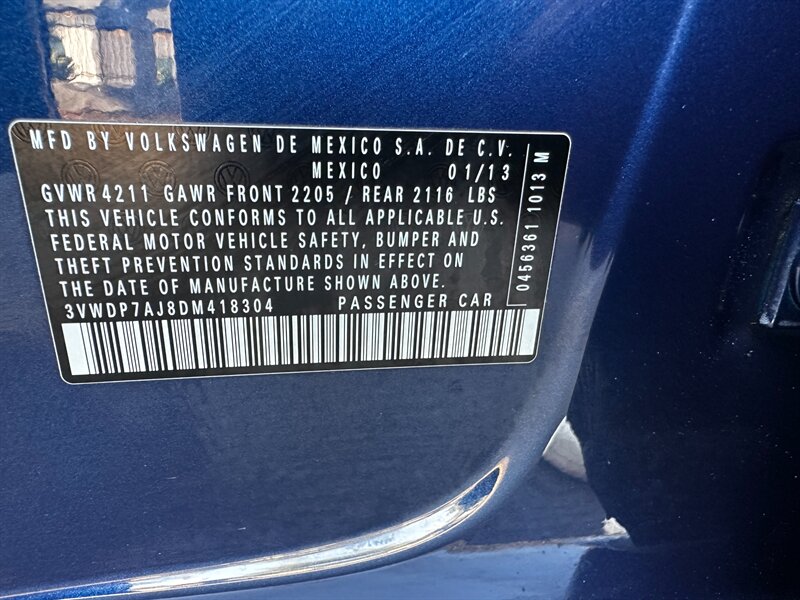 MFD BY VOLKSWAGEN DE MEXICO S.A. DE C.V.
MEXICO 01/13
GVWR 4211 GAWR FRONT 2205 / REAR 2116 LBS
THIS VEHICLE CONFORMS TO ALL APPLICABLE U.S.
FEDERAL MOTOR VEHICLE SAFETY, BUMPER AND
THEFT PREVENTION STANDARDS IN EFFECT ON
THE DATE OF MANUFACTURE SHOWN ABOVE.
3VWDP7AJ8DM418304 PASSENGER CAR
0456361 1013 M